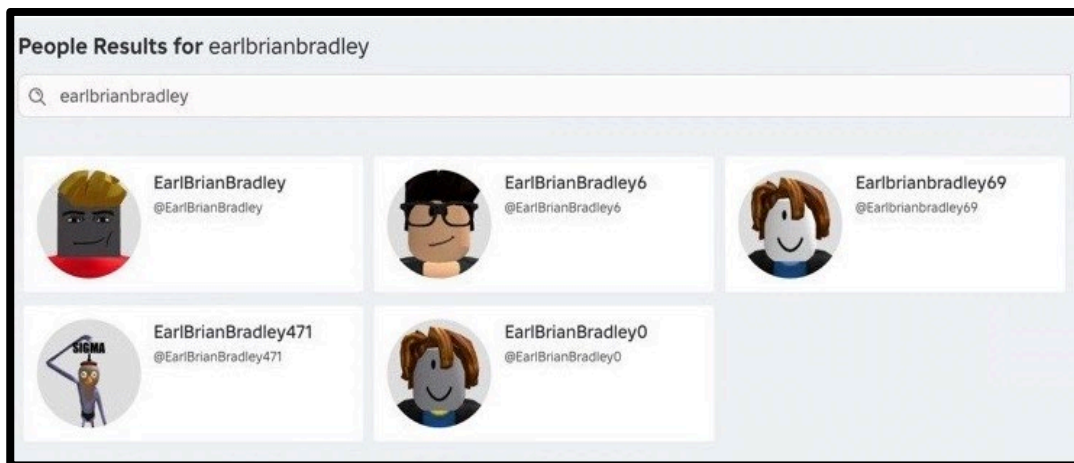 People Results for earlbrianbradley
earlbrianbradley
EarlBrianBradley
@EarlBrianBradley
EarlBrianBradley6
@EarlBrianBradley6
Earlbrianbradley69
@Earlbrianbradley69
SIGMA
EarlBrianBradley471
@EarlBrianBradley471
EarlBrianBradley0
@EarlBrianBradley0